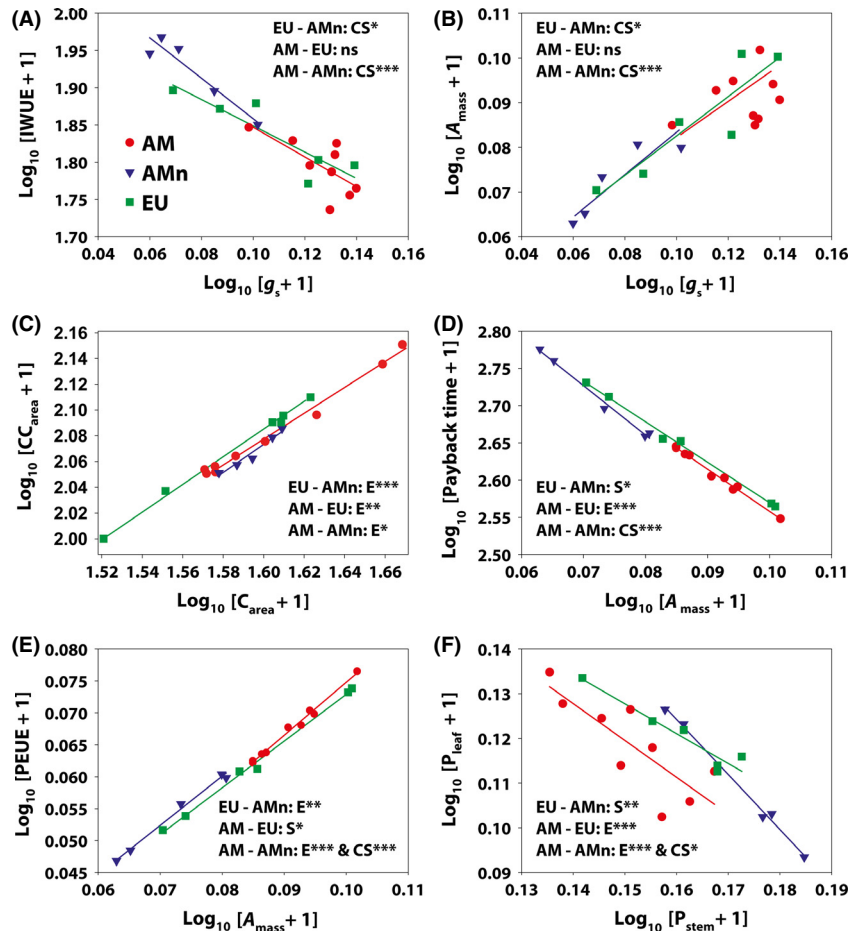 (A)
Log10 [IWUE + 1]
2.00
1.95
1.90
1.85
1.80
1.75
1.70
EU - AMn: CS*
AM - EU: ns
AM - AMn: CS***
AM
AMn
EU
0.04 0.06 0.08 0.10 0.12 0.14 0.16
Log10 [gs + 1]
(B)
Log10 [Amass + 1]
0.11
0.10
0.09
0.08
0.07
0.06
EU - AMn: CS*
AM - EU: ns
AM - AMn: CS***
0.04 0.06 0.08 0.10 0.12 0.14 0.16
Log10 [gs + 1]
(C)
Log10 [CCarea + 1]
2.16
2.14
2.12
2.10
2.08
2.06
2.04
2.02
2.00
EU - AMn: E***
AM - EU: E**
AM - AMn: E*
1.52 1.54 1.56 1.58 1.60 1.62 1.64 1.66
Log10 [Carea + 1]
(D)
Log10 [Payback time + 1]
2.80
2.75
2.70
2.65
2.60
2.55
2.50
EU - AMn: S*
AM - EU: E***
AM - AMn: CS***
0.06 0.07 0.08 0.09 0.10 0.11
Log10 [Amass + 1]
(E)
Log10 [PEUE + 1]
0.080
0.075
0.070
0.065
0.060
0.055
0.050
0.045
EU - AMn: E**
AM - EU: S*
AM - AMn: E*** & CS***
0.06 0.07 0.08 0.09 0.10 0.11
Log10 [Amass + 1]
(F)
Log10 [Pleaf + 1]
0.14
0.13
0.12
0.11
0.10
0.09
EU - AMn: S**
AM - EU: E***
AM - AMn: E*** & CS*
0.13 0.14 0.15 0.16 0.17 0.18 0.19
Log10 [Pstem + 1]